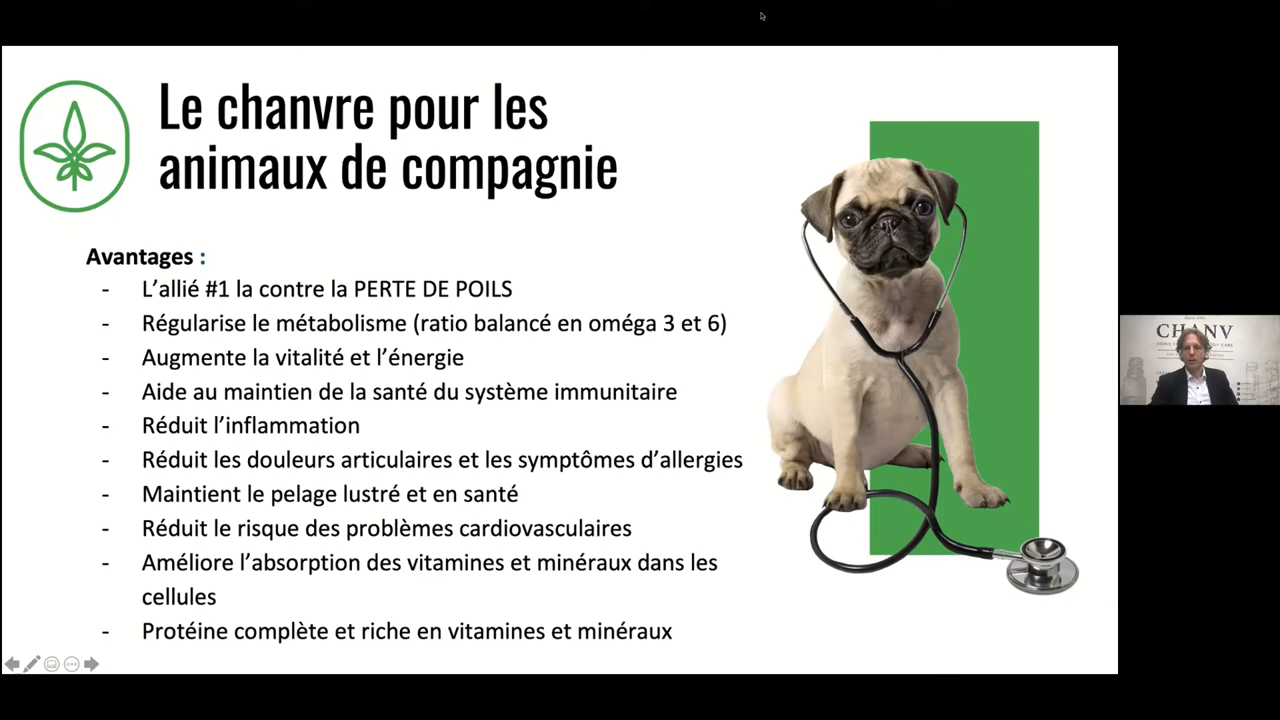 Le chanvre pour les
animaux de compagnie
Avantages :
- L'allié #1 la contre la PERTE DE POILS
- Régularise le métabolisme (ratio balancé en oméga 3 et 6)
- Augmente la vitalité et l'énergie
- Aide au maintien de la santé du système immunitaire
- Réduit l'inflammation
- Réduit les douleurs articulaires et les symptômes d'allergies
- Maintient le pelage lustré et en santé
- Réduit le risque des problèmes cardiovasculaires
- Améliore l'absorption des vitamines et minéraux dans les
cellules
- Protéine complète et riche en vitamines et minéraux
CHANV